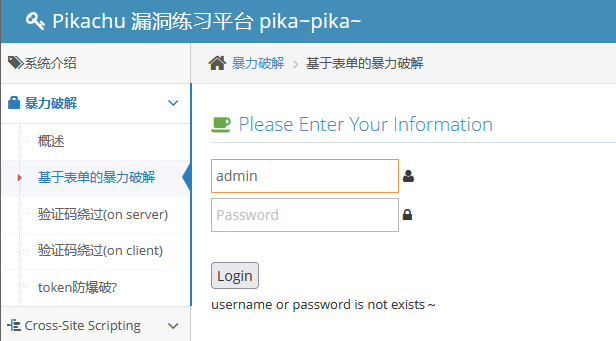 Pikachu 漏洞练习平台 pika~pika~
系统介绍
暴力破解
概述
基于表单的暴力破解
验证码绕过(on server)
验证码绕过(on client)
token防爆破?
Cross-Site Scripting
暴力破解 › 基于表单的暴力破解
Please Enter Your Information
admin
Password
Login
username or password is not exists～